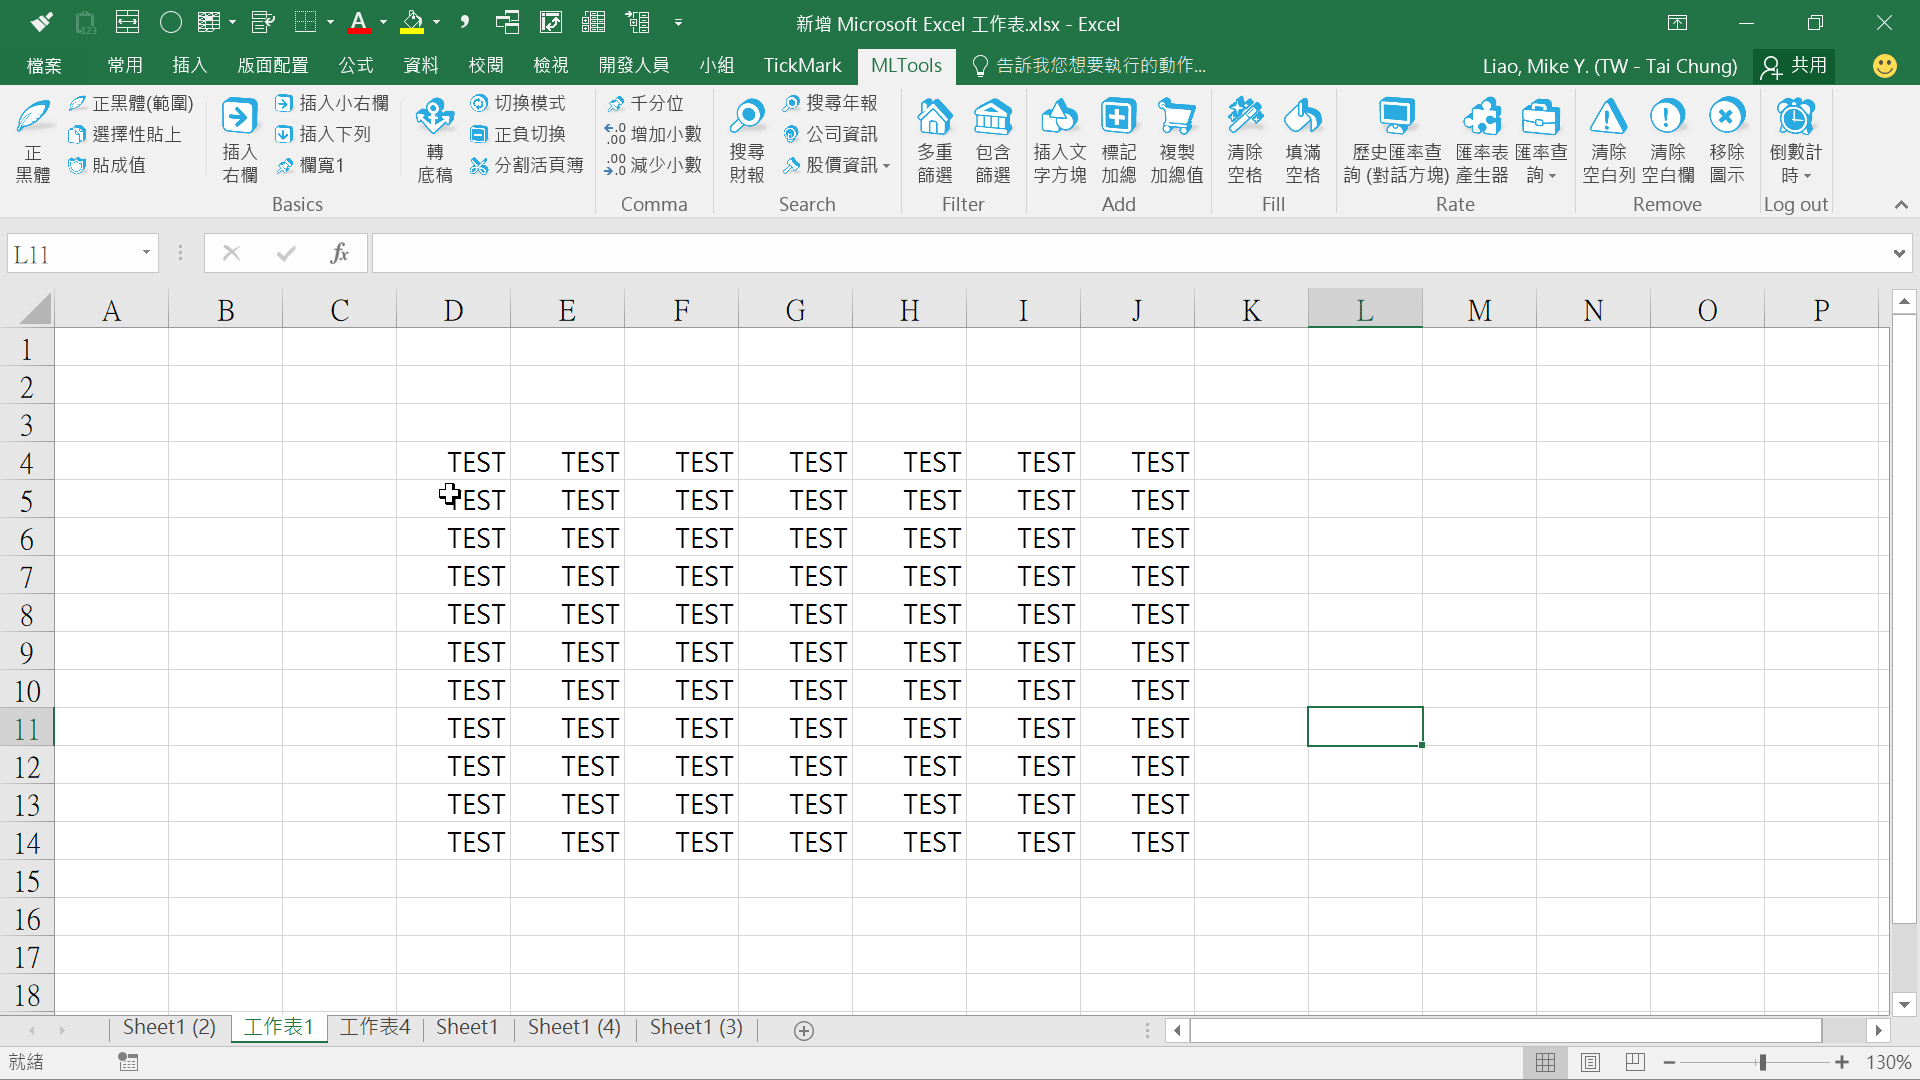 新增 Microsoft Excel 工作表.xlsx - Excel
檔案 常用 插入 版面配置 公式 資料 校閱 檢視 開發人員 小組 TickMark MLTools 告訴我您想要執行的動作... Liao, Mike Y. (TW - Tai Chung) 共用
正黑體 正黑體(範圍) 選擇性貼上 貼成值 插入右欄 插入小右欄 插入下列 欄寬1 轉底稿 切換模式 正負切換 分割活頁簿 Basics
千分位 增加小數 減少小數 Comma
搜尋財報 搜尋年報 公司資訊 股價資訊 Search
多重篩選 包含篩選 Filter
插入文字方塊 標記加總 複製加總值 Add
清除空格 填滿空格 Fill
歷史匯率查詢 (對話方塊) 匯率表產生器 匯率查詢 Rate
清除空白列 清除空白欄 移除圖示 Remove
倒數計時 Log out
L11 fx
A B C D E F G H I J K L M N O P
1
2
3
4 TEST TEST TEST TEST TEST TEST TEST
5 TEST TEST TEST TEST TEST TEST TEST
6 TEST TEST TEST TEST TEST TEST TEST
7 TEST TEST TEST TEST TEST TEST TEST
8 TEST TEST TEST TEST TEST TEST TEST
9 TEST TEST TEST TEST TEST TEST TEST
10 TEST TEST TEST TEST TEST TEST TEST
11 TEST TEST TEST TEST TEST TEST TEST
12 TEST TEST TEST TEST TEST TEST TEST
13 TEST TEST TEST TEST TEST TEST TEST
14 TEST TEST TEST TEST TEST TEST TEST
15
16
17
18
Sheet1 (2) 工作表1 工作表4 Sheet1 Sheet1 (4) Sheet1 (3)
就緒 130%